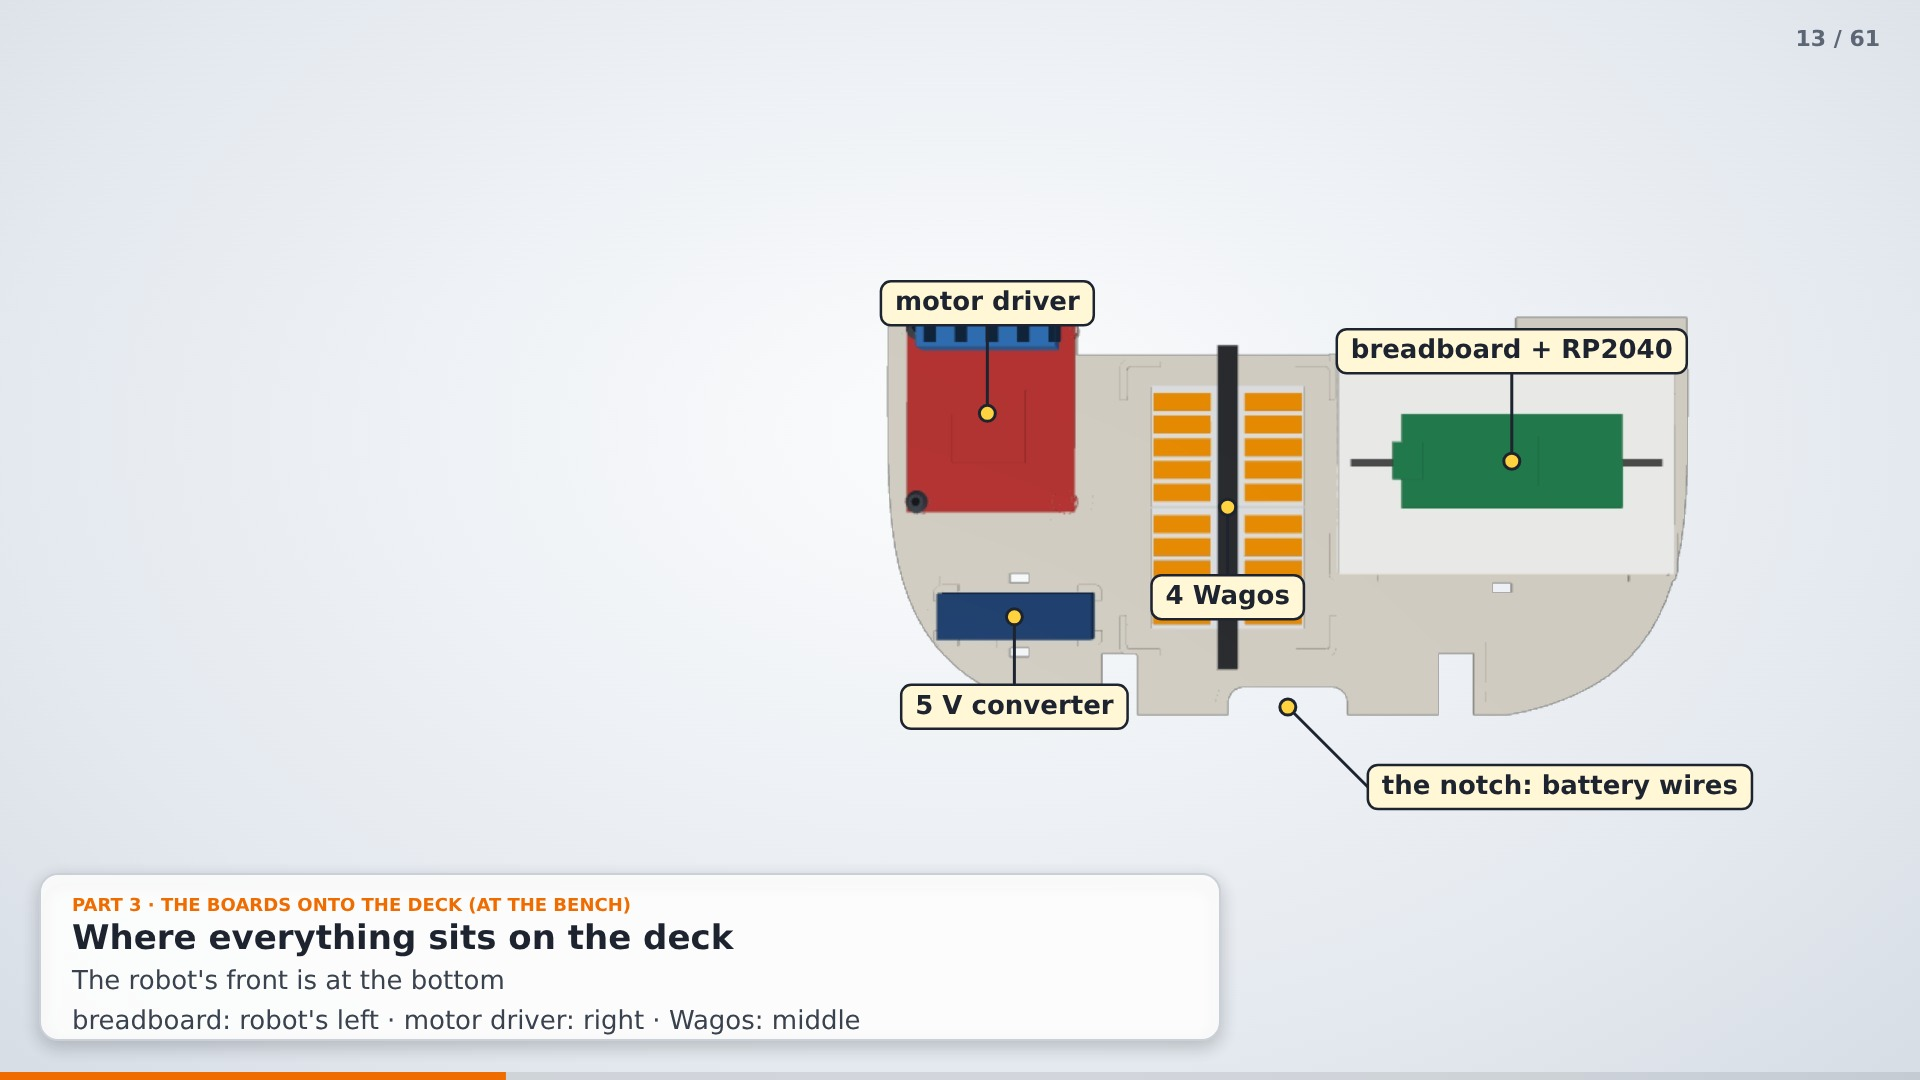 13 / 61
motor driver
breadboard + RP2040
4 Wagos
5 V converter
the notch: battery wires
PART 3 · THE BOARDS ONTO THE DECK (AT THE BENCH)
Where everything sits on the deck
The robot's front is at the bottom
breadboard: robot's left · motor driver: right · Wagos: middle